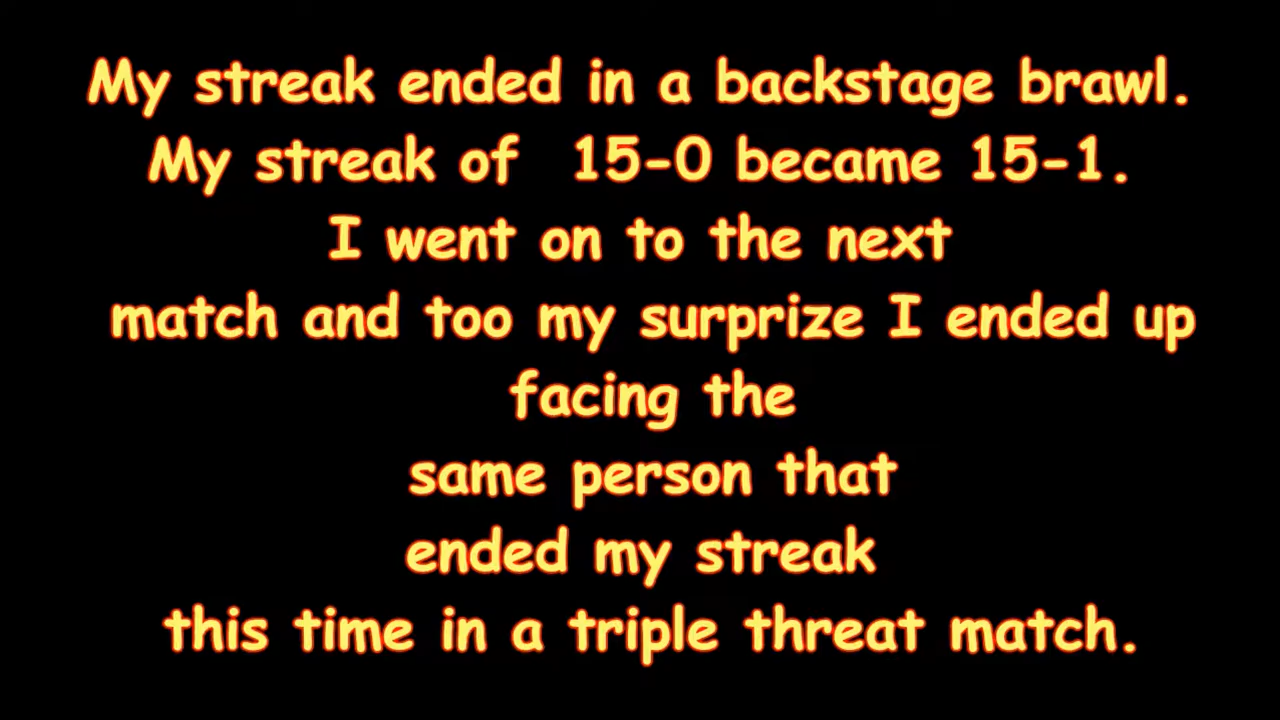 My streak ended in a backstage brawl.
My streak of  15-0 became 15-1.
I went on to the next
match and too my surprize I ended up
facing the
same person that
ended my streak
this time in a triple threat match.